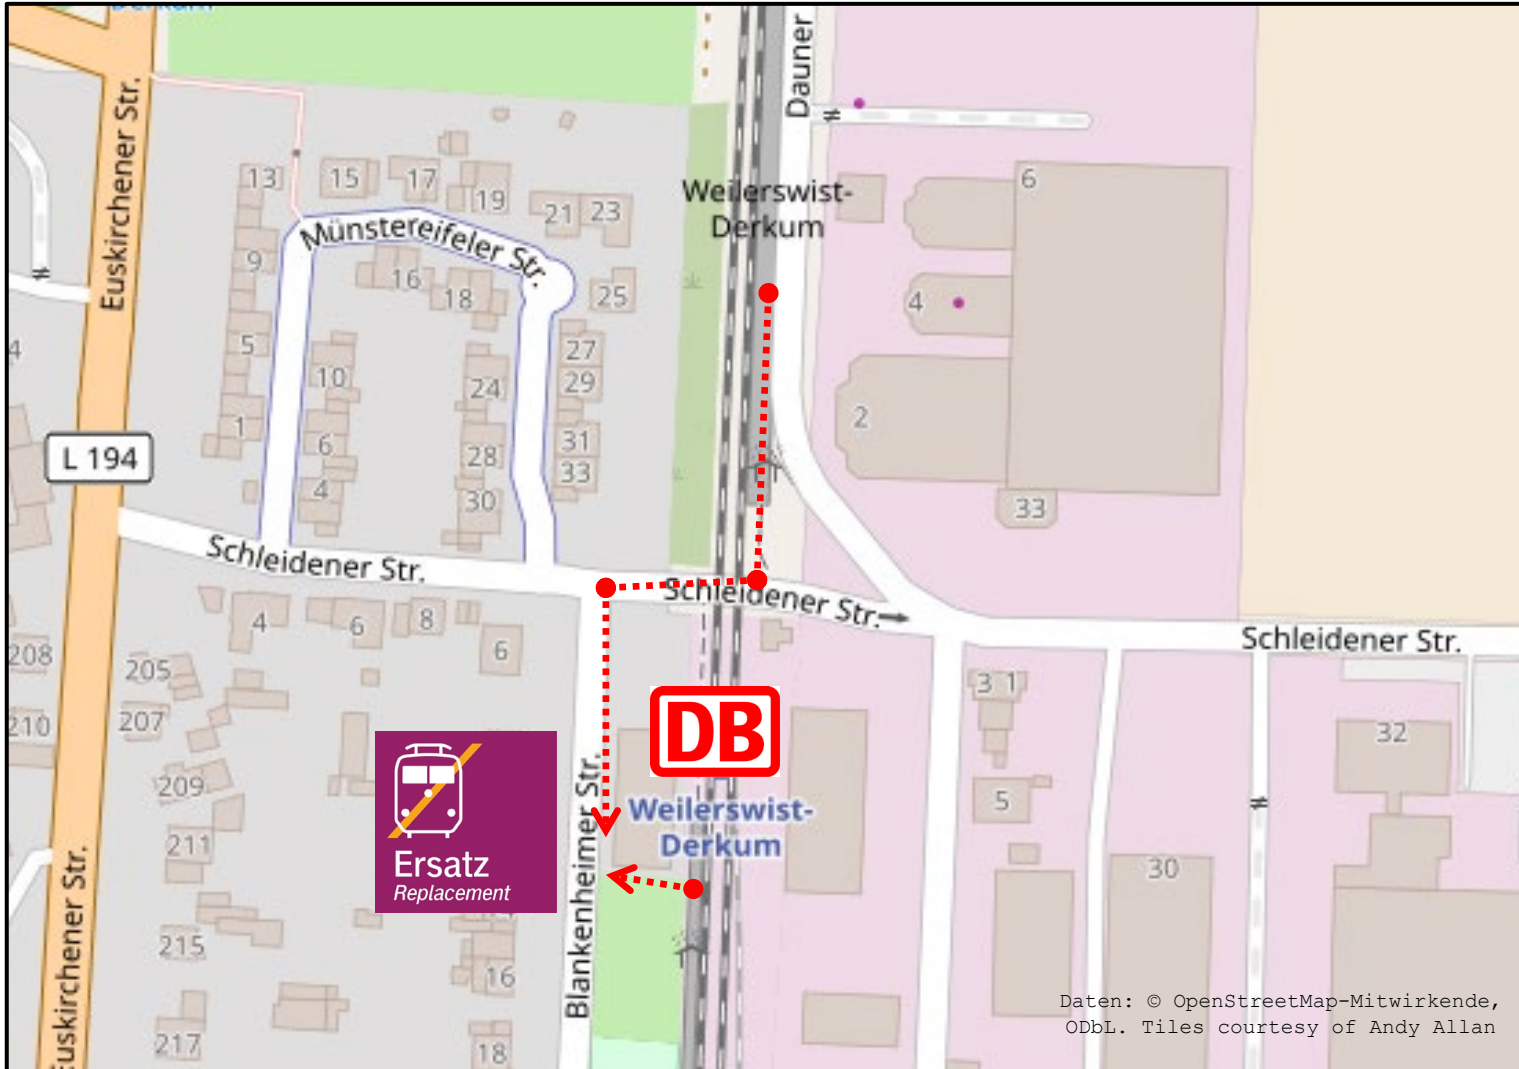 Derkum
Dauner
Euskirchener Str.
13
15
17
19
21
23
Weilerswist-
Derkum
6
Münstereifeler Str.
9
16
18
25
4
4
5
10
27
24
29
2
1
6
31
L 194
28
33
4
30
33
Schleidener Str.
Schleidener Str.
Schleidener Str.
4
6
8
6
208
205
3 1
210
207
32
DB
209
5
Weilerswist-
Derkum
211
Ersatz
Replacement
30
Blankenheimer Str.
Euskirchener Str.
215
16
217
18
Daten: © OpenStreetMap-Mitwirkende,
ODbL. Tiles courtesy of Andy Allan